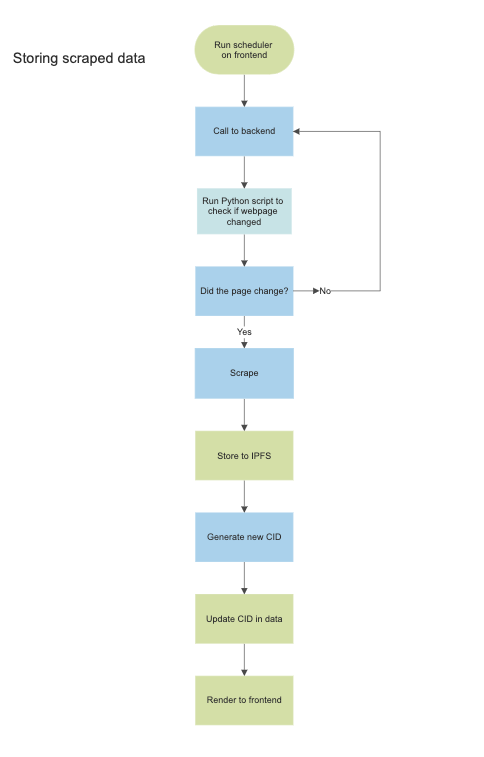 Storing scraped data
Run scheduler
on frontend
Call to backend
Run Python script to
check if webpage
changed
Did the page change?
No
Yes
Scrape
Store to IPFS
Generate new CID
Update CID in data
Render to frontend